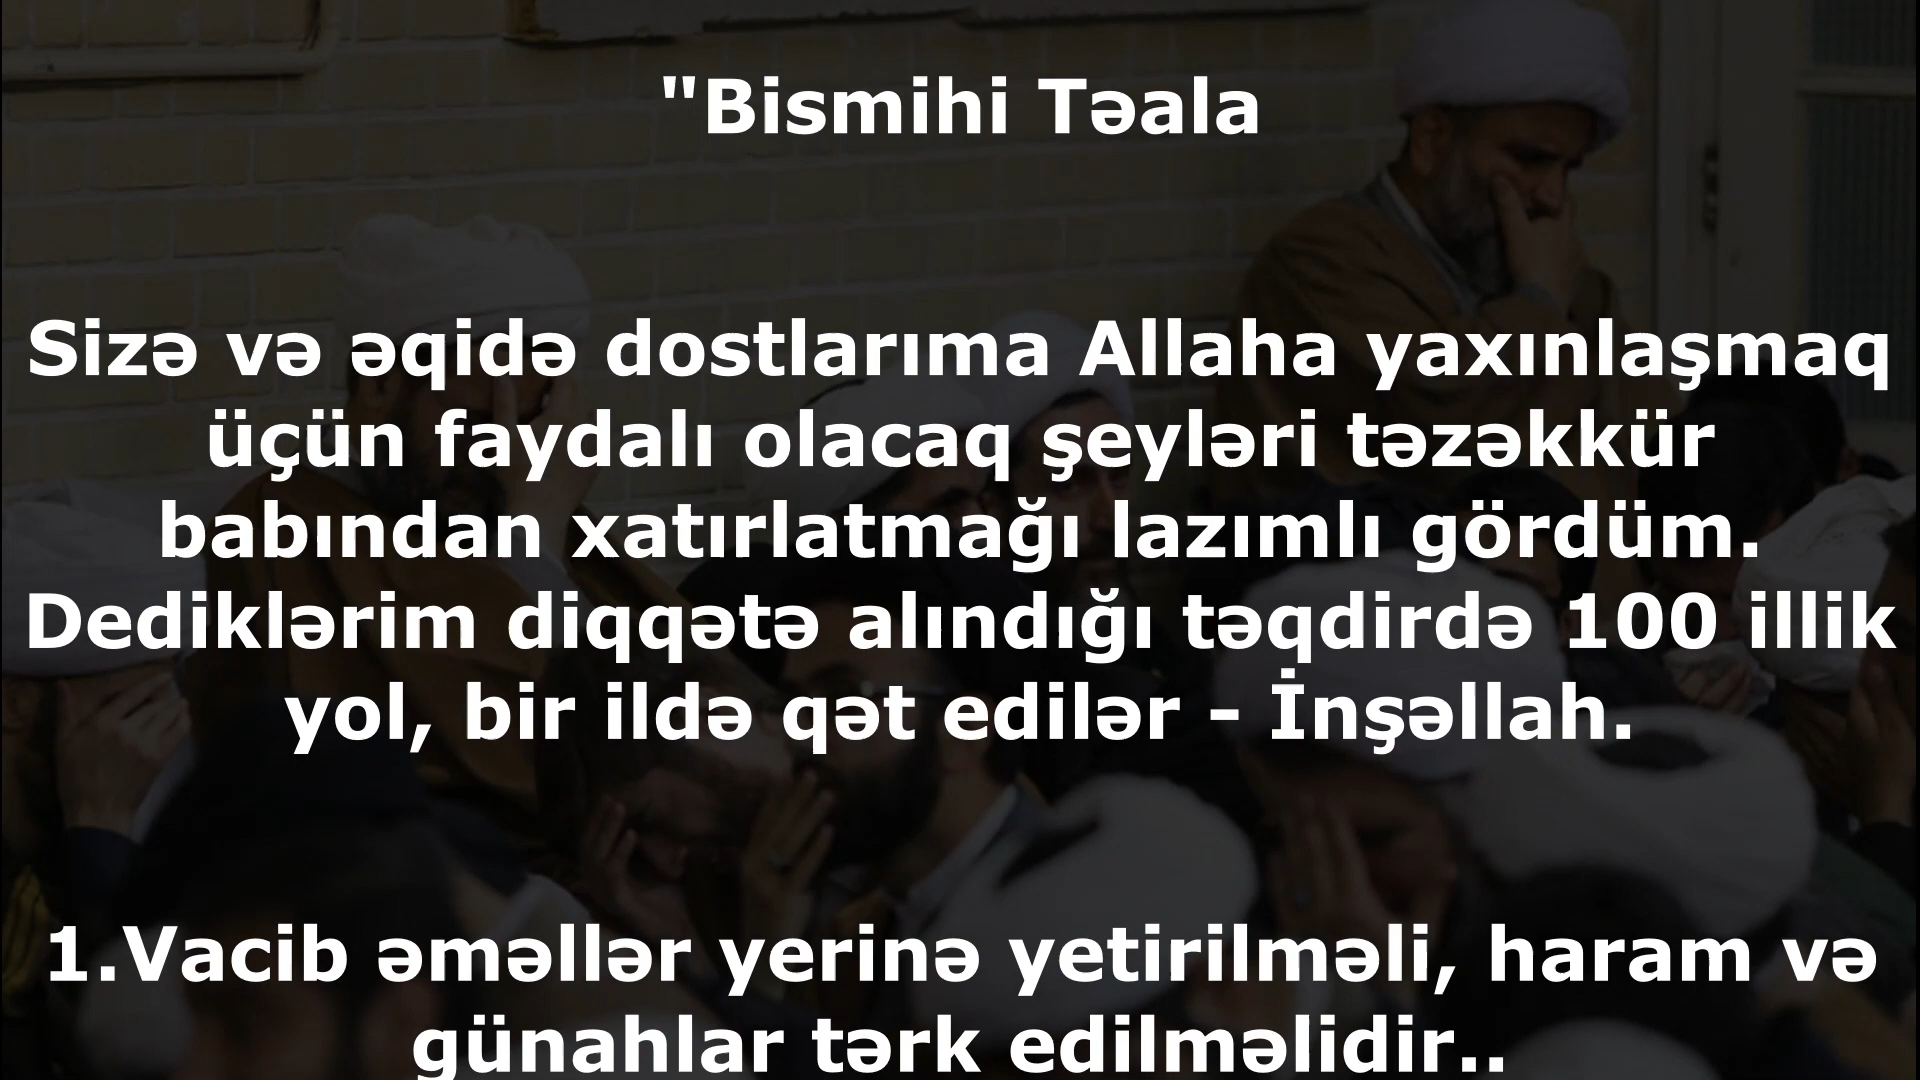 "Bismihi Təala
Sizə və əqidə dostlarıma Allaha yaxınlaşmaq
üçün faydalı olacaq şeyləri təzəkkür
babından xatırlatmağı lazımlı gördüm.
Dediklərim diqqətə alındığı təqdirdə 100 illik
yol, bir ildə qət edilər - İnşəllah.
1.Vacib əməllər yerinə yetirilməli, haram və
günahlar tərk edilməlidir..